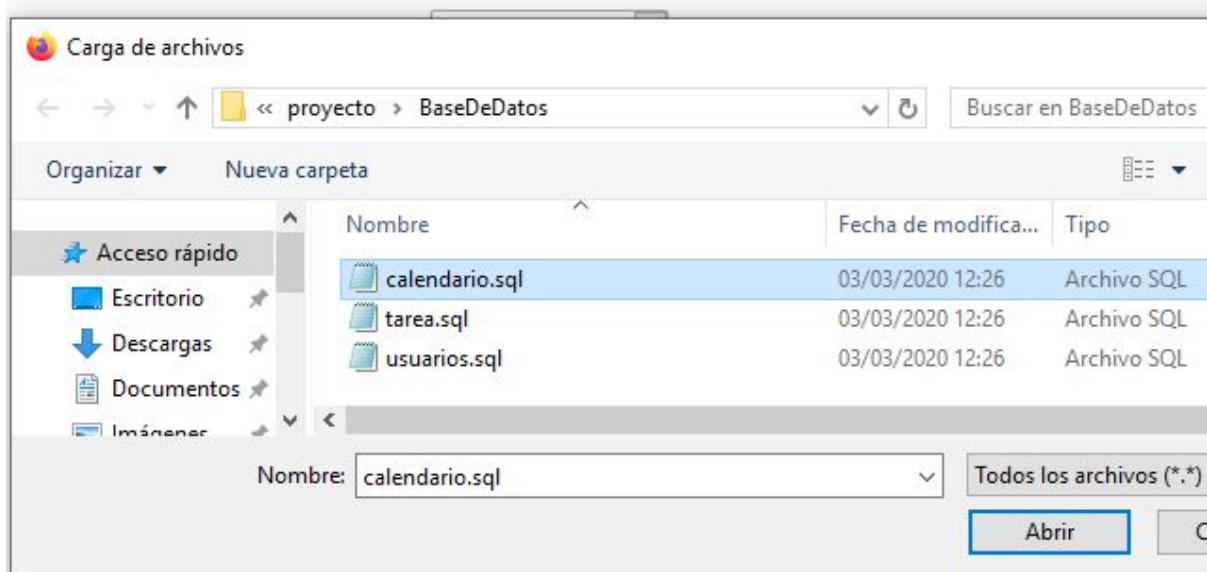 Carga de archivos
« proyecto > BaseDeDatos Buscar en BaseDeDatos
Organizar Nueva carpeta
Nombre Fecha de modifica... Tipo
Acceso rápido
calendario.sql 03/03/2020 12:26 Archivo SQL
Escritorio
tarea.sql 03/03/2020 12:26 Archivo SQL
Descargas
usuarios.sql 03/03/2020 12:26 Archivo SQL
Documentos
Imágenes
Nombre: calendario.sql Todos los archivos (*.*)
Abrir C